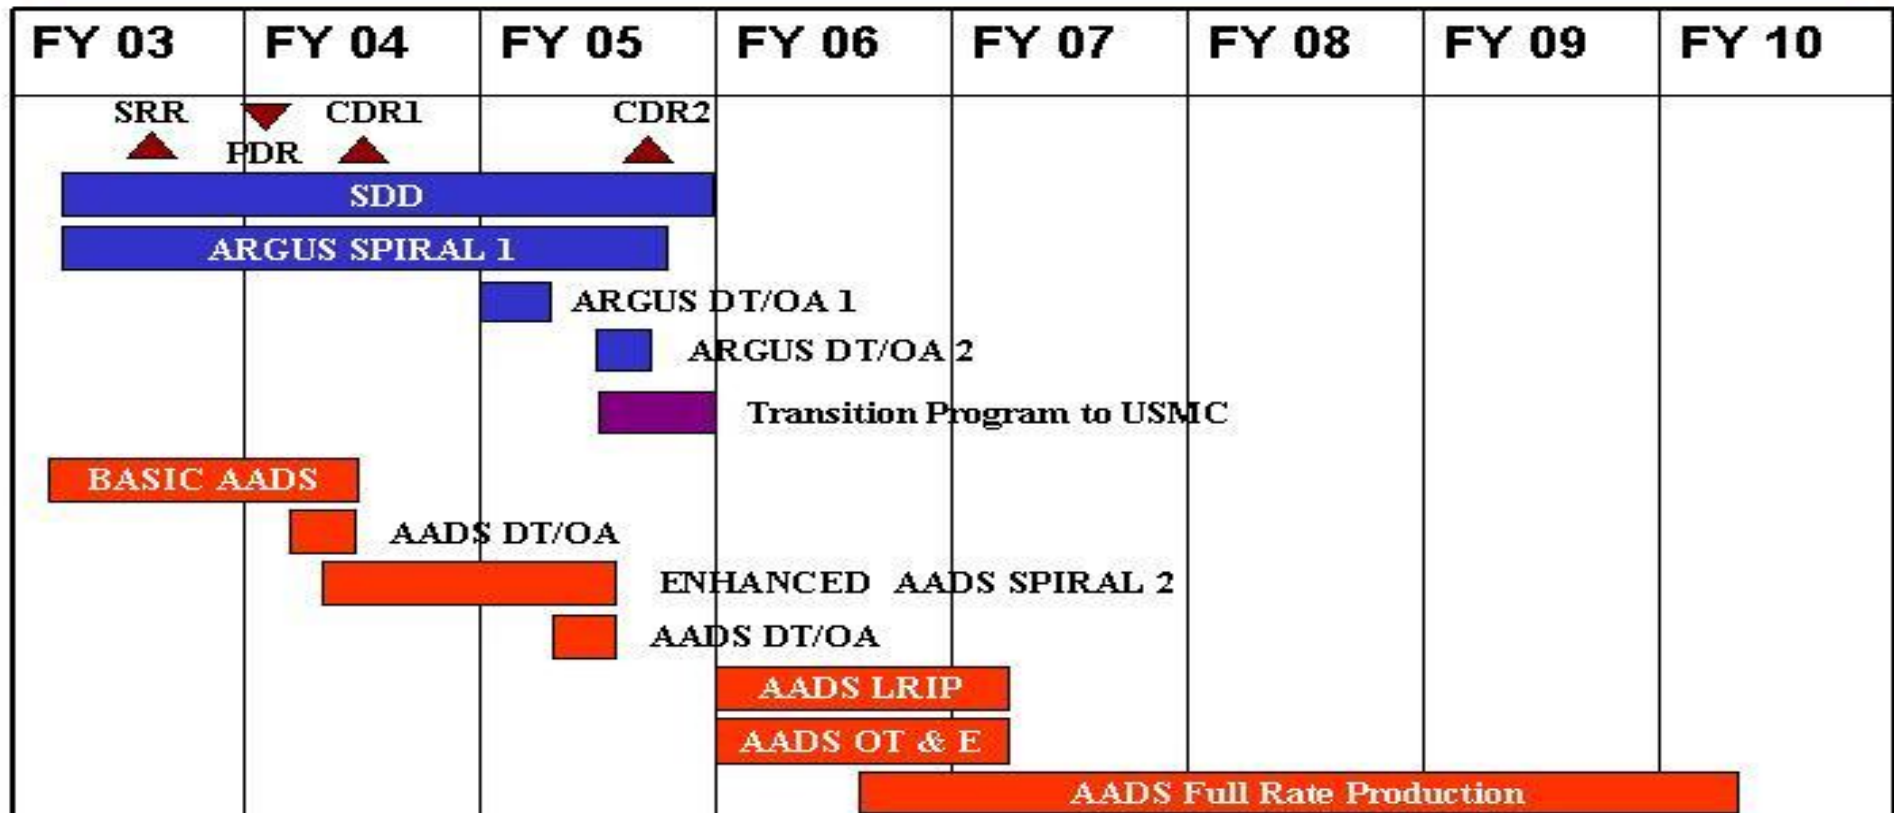 FY 03 FY 04 FY 05 FY 06 FY 07 FY 08 FY 09 FY 10
SRR CDR1 CDR2
PDR
SDD
ARGUS SPIRAL 1
ARGUS DT/OA 1
ARGUS DT/OA 2
Transition Program to USMC
BASIC AADS
AADS DT/OA
ENHANCED AADS SPIRAL 2
AADS DT/OA
AADS LRIP
AADS OT & E
AADS Full Rate Production